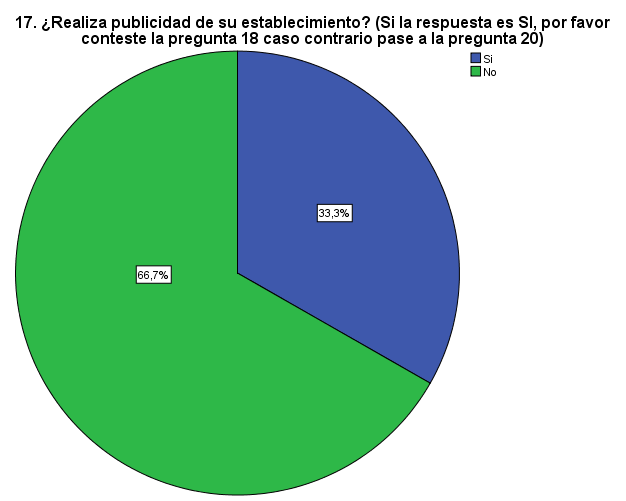 17. ¿Realiza publicidad de su establecimiento? (Si la respuesta es SI, por favor
conteste la pregunta 18 caso contrario pase a la pregunta 20)
Si
No
33,3%
66,7%